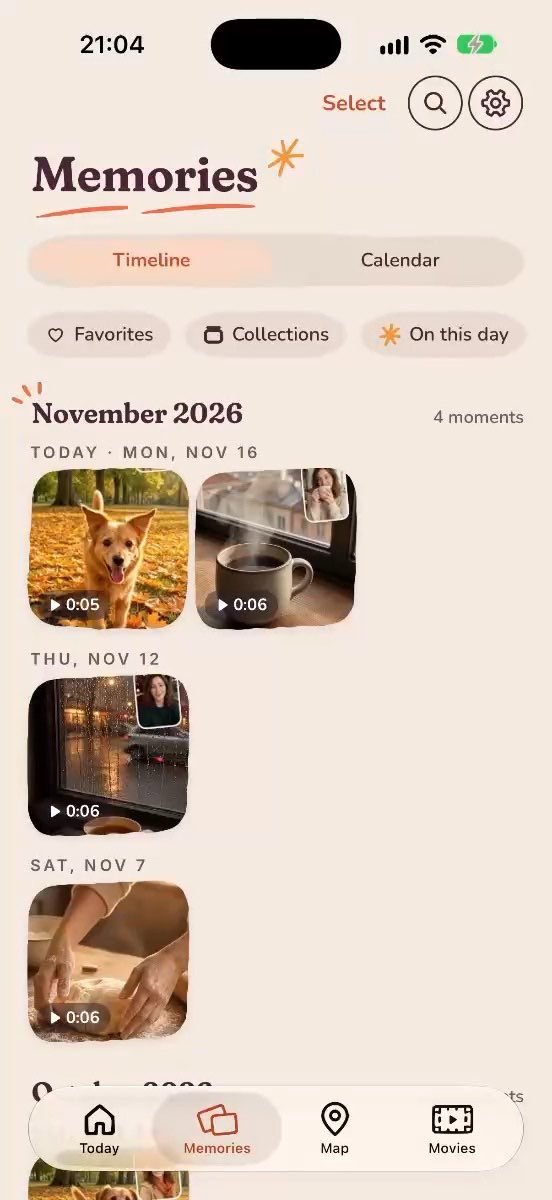 21:04
Select
Memories
Timeline
Calendar
Favorites
Collections
On this day
November 2026
4 moments
TODAY · MON, NOV 16
0:05
0:06
THU, NOV 12
0:06
SAT, NOV 7
0:06
Today
Memories
Map
Movies